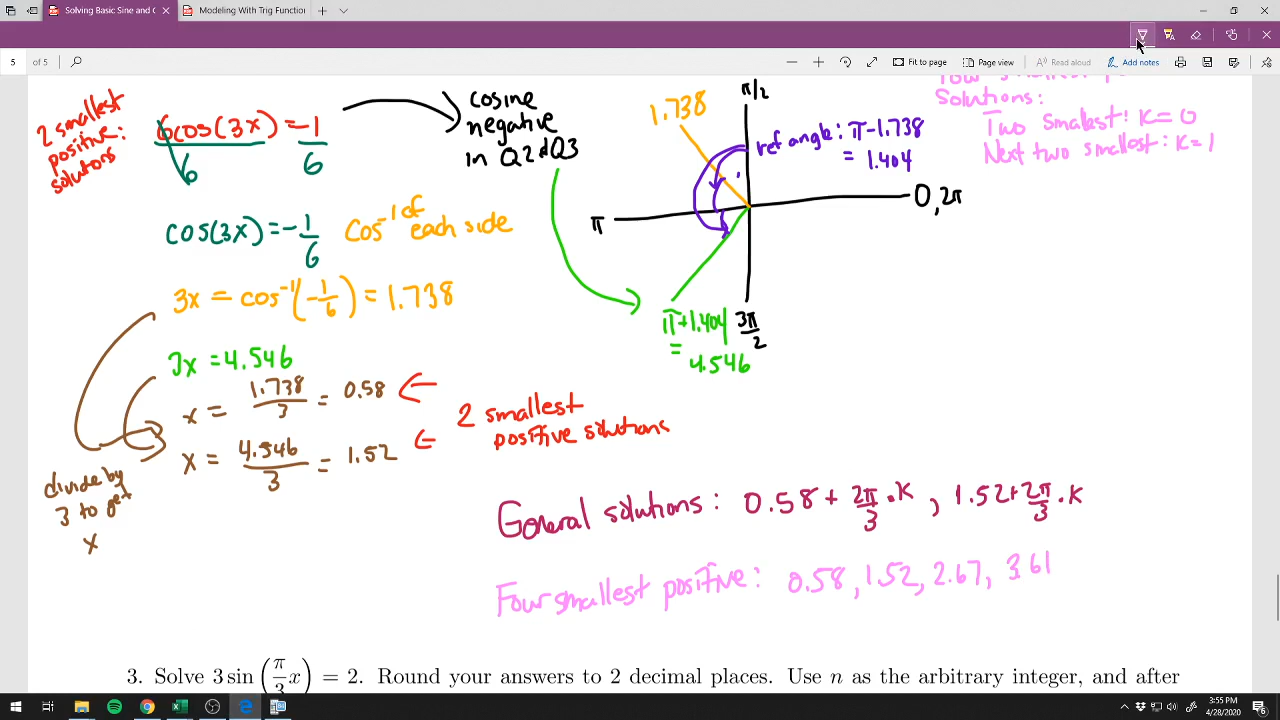 Solving Basic Sine and C
Modeling With Trig Function
5 of 5
Fit to page
Page view
Read aloud
Add notes
Solutions:
Two smallest: K=0
Next two smallest: K=1
2 smallest
positive
solutions:
6cos(3x) = -1
6 6
cosine
negative
in Q2 & Q3
1.738
π/2
ref angle: π-1.738
= 1.404
0, 2π
π
3π/2
π+1.404
= 4.546
cos(3x) = -1/6
Cos⁻¹ of
each side
3x = cos⁻¹(-1/6) = 1.738
3x = 4.546
x = 1.738/3 = 0.58
x = 4.546/3 = 1.52
2 smallest
positive solutions
divide by
3 to get
x
General solutions: 0.58 + 2π/3 · K, 1.52 + 2π/3 · K
Four smallest positive: 0.58, 1.52, 2.67, 3.61
3. Solve 3 sin (π/3 x) = 2. Round your answers to 2 decimal places. Use n as the arbitrary integer, and after
3:55 PM
4/28/2020